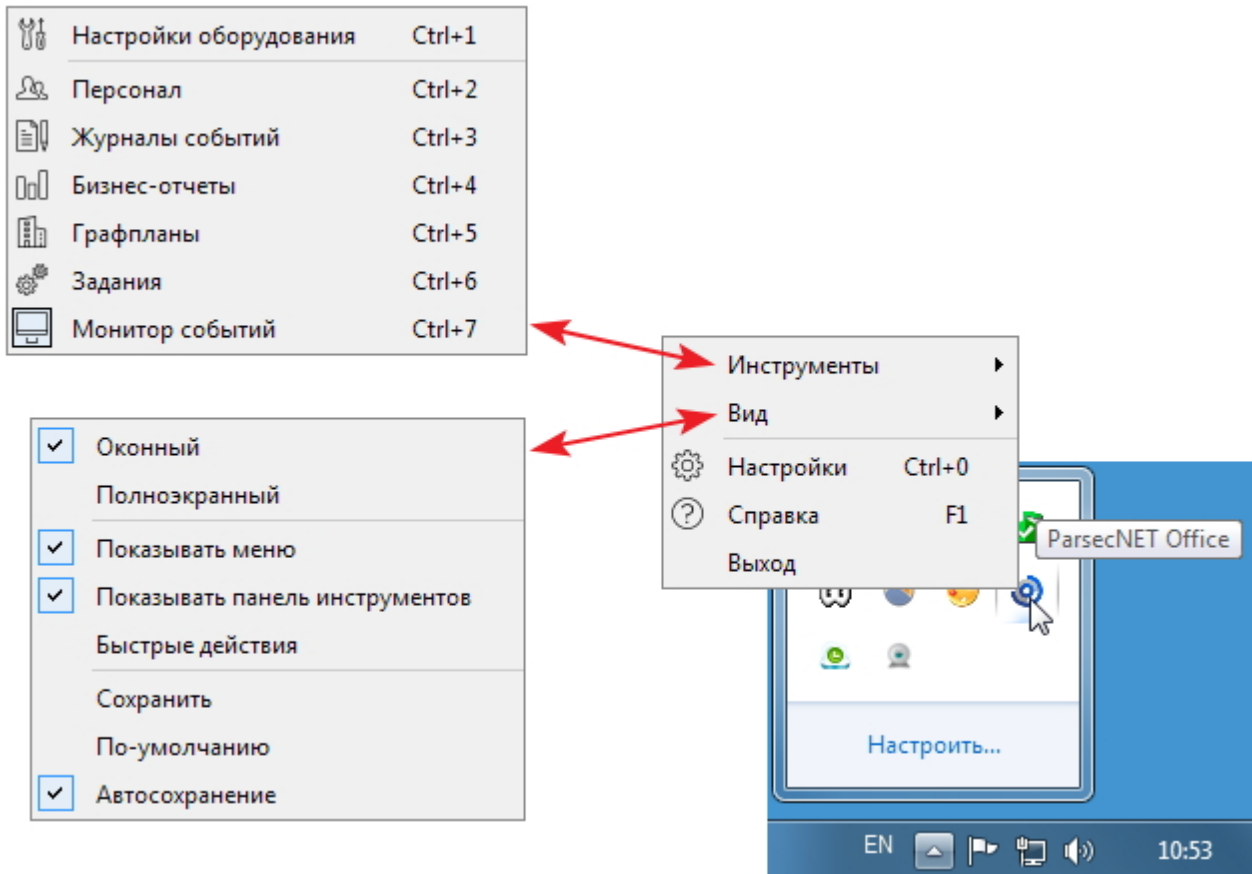 Настройки оборудования Ctrl+1
Персонал Ctrl+2
Журналы событий Ctrl+3
Бизнес-отчеты Ctrl+4
Графпланы Ctrl+5
Задания Ctrl+6
Монитор событий Ctrl+7
Инструменты
Вид
Настройки Ctrl+0
Справка F1
Выход
Оконный
Полноэкранный
Показывать меню
Показывать панель инструментов
Быстрые действия
Сохранить
По-умолчанию
Автосохранение
ParsecNET Office
Настроить...
EN 10:53